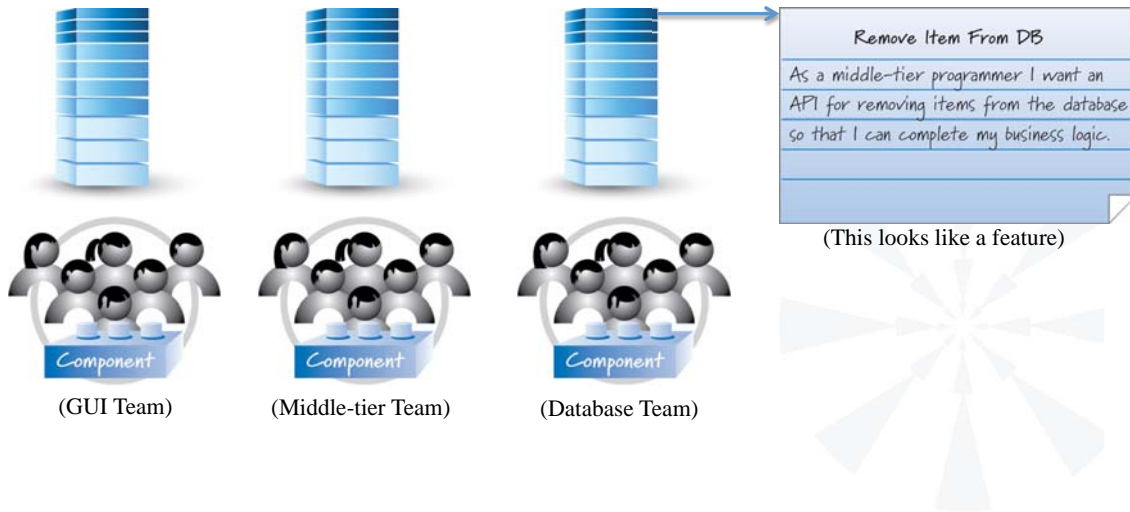 Remove Item From DB
As a middle-tier programmer I want an
API for removing items from the database
so that I can complete my business logic.
(This looks like a feature)
Component
Component
Component
(GUI Team)
(Middle-tier Team)
(Database Team)